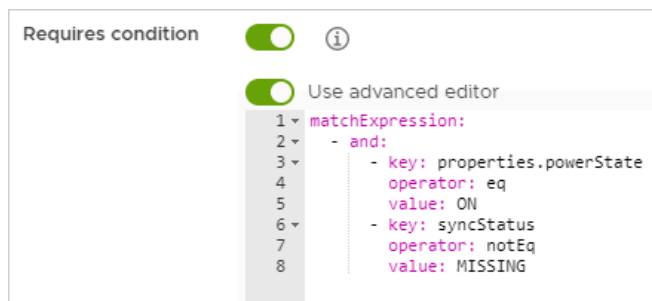 Requires condition
Use advanced editor
1 matchExpression:
2 - and:
3 - key: properties.powerState
4 operator: eq
5 value: ON
6 - key: syncStatus
7 operator: notEq
8 value: MISSING